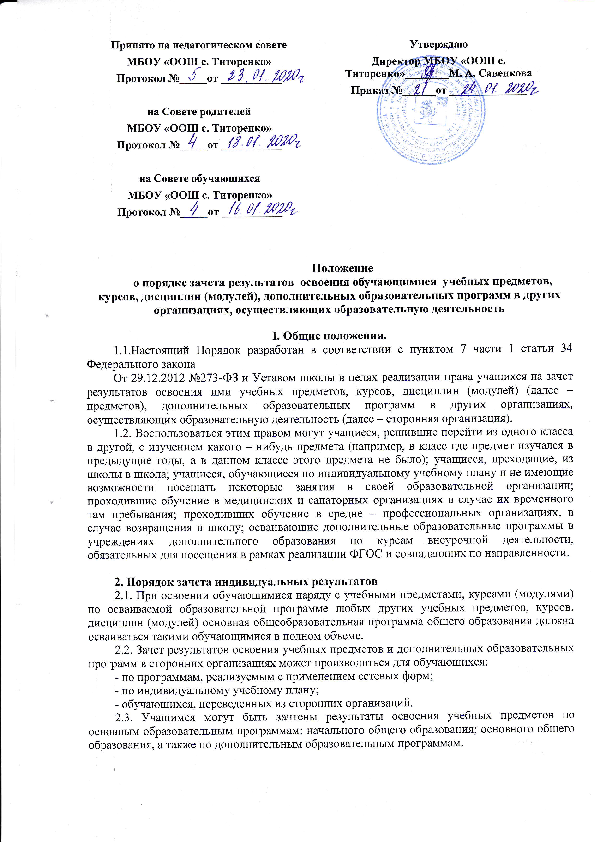 Принято на педагогическом совете
МБОУ «ООШ с. Титоренко»
Протокол № 5 от 23.01.2020г
на Совете родителей
МБОУ «ООШ с. Титоренко»
Протокол № 4 от 13.01.2020г
на Совете обучающихся
МБОУ «ООШ с. Титоренко»
Протокол № 4 от 16 01 2020г
Утверждаю
Директор МБОУ «ООШ с.
Титоренко» М. А. Савенкова
Приказ № 21 от 24 01 2020г
Положение
о порядке зачета результатов освоения обучающимися учебных предметов,
курсов, дисциплин (модулей), дополнительных образовательных программ в других
организациях, осуществляющих образовательную деятельность
I. Общие положения.
1.1.Настоящий Порядок разработан в соответствии с пунктом 7 части 1 статьи 34
Федерального закона
От 29.12.2012 №273-ФЗ и Уставом школы в целях реализации права учащихся на зачет
результатов освоения ими учебных предметов, курсов, дисциплин (модулей) (далее –
предметов), дополнительных образовательных программ в других организациях,
осуществляющих образовательную деятельность (далее – сторонняя организация).
1.2. Воспользоваться этим правом могут учащиеся, решившие перейти из одного класса
в другой, с изучением какого – нибудь предмета (например, в класс где предмет изучался в
предыдущие годы, а в данном классе этого предмета не было); учащиеся, преходящие, из
школы в школа; учащиеся, обучающиеся по индивидуальному учебному плану и не имеющие
возможности посещать некоторые занятия в своей образовательной организации;
проходившие обучение в медицинских и санаторных организациях в случае их временного
там пребывания; проходивших обучение в средне – профессиональных организациях, в
случае возвращения в школу; осваивающие дополнительные образовательные программы в
учреждениях дополнительного образования по курсам внеурочной деятельности,
обязательных для посещения в рамках реализации ФГОС и совпадающих по направленности.
2. Порядок зачета индивидуальных результатов
2.1. При освоении обучающимися наряду с учебными предметами, курсами (модулями)
по осваиваемой образовательной программе любых других учебных предметов, курсов,
дисциплин (модулей) основная общеобразовательная программа общего образования должна
осваиваться такими обучающимися в полном объеме.
2.2. Зачет результатов освоения учебных предметов и дополнительных образовательных
программ в сторонних организациях может производиться для обучающихся:
- по программам, реализуемым с применением сетевых форм;
- по индивидуальному учебному плану;
- обучающихся, переведенных из сторонних организаций.
2.3. Учащимся могут быть зачтены результаты освоения учебных предметов по
основным образовательным программам: начального общего образования; основного общего
образования, а также по дополнительным образовательным программам.